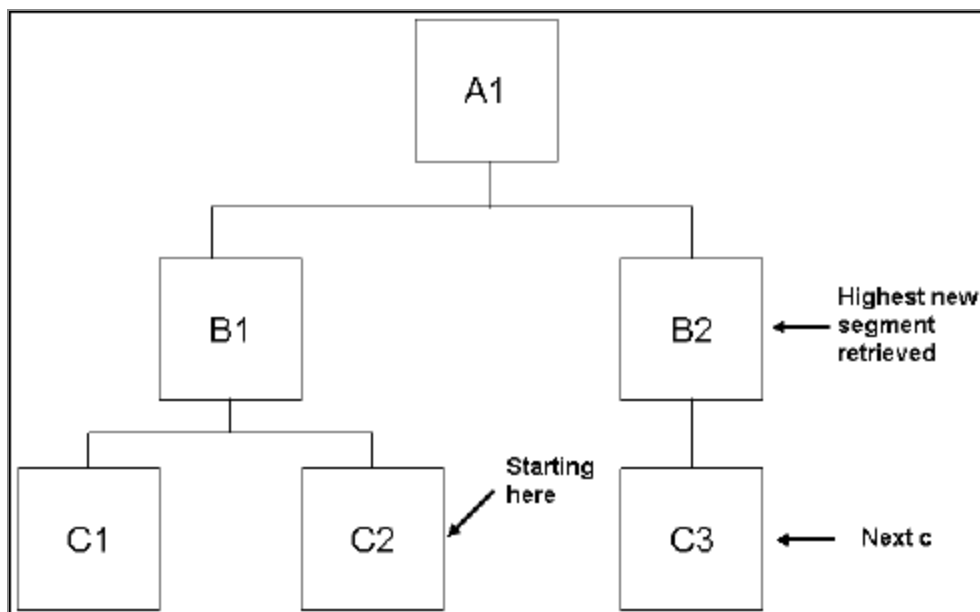 A1
B1
B2
Highest new
segment
retrieved
C1
C2
Starting
here
C3
Next c